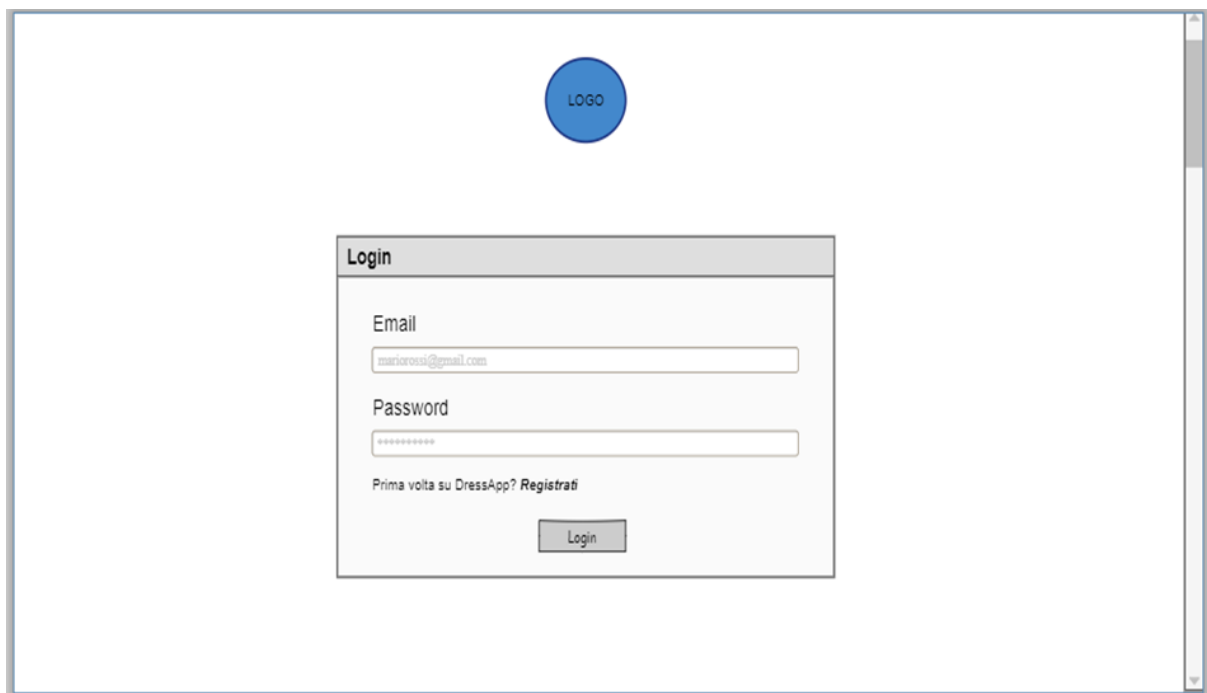 LOGO
Login
Email
mariorossi@gmail.com
Password
**********
Prima volta su DressApp? Registrati
Login